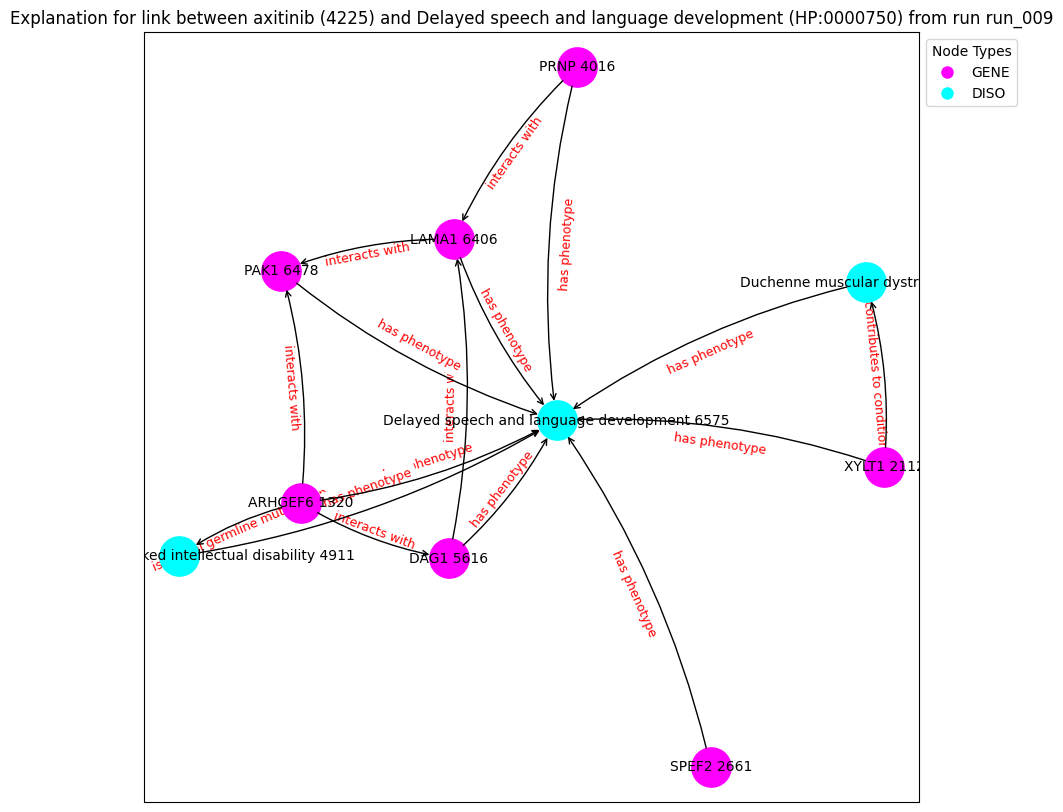 Explanation for link between axitinib (4225) and Delayed speech and language development (HP:0000750) from run run_009
Node Types
GENE
DISO
PRNP 4016
interacts with
has phenotype
LAMA1 6406
interacts with
PAK1 6478
Duchenne muscular dystr
has phenotype
has phenotype
has phenotype
contributes to condition
interacts with
interacts w
Delayed speech and language development 6575
has phenotype
henotype
XYLT1 2112
has phenotype
has phenotype
ARHGEF6 1320
germline mut
interacts with
is
ked intellectual disability 4911
DAG1 5616
has phenotype
SPEF2 2661